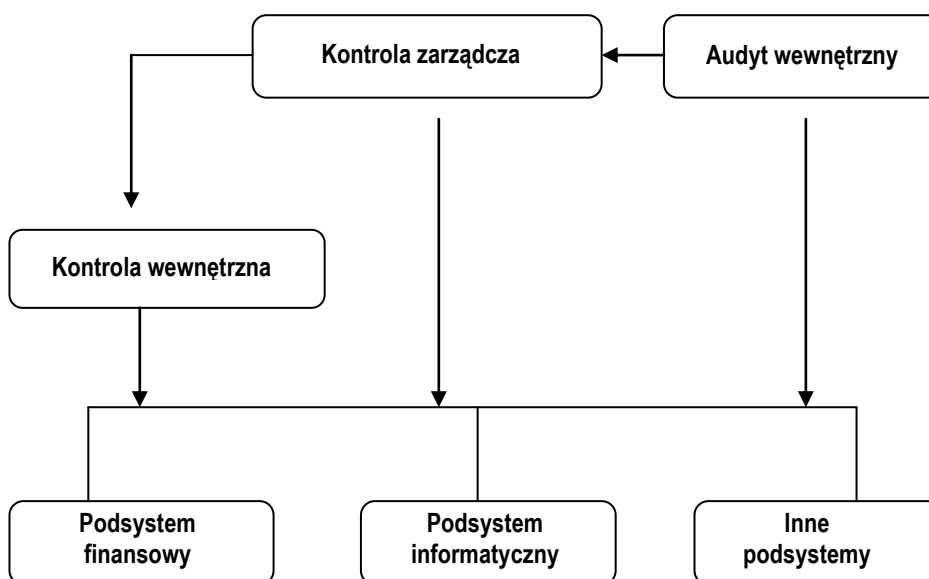 Kontrola zarządcza
Audyt wewnętrzny
Kontrola wewnętrzna
Podsystem
finansowy
Podsystem
informatyczny
Inne
podsystemy